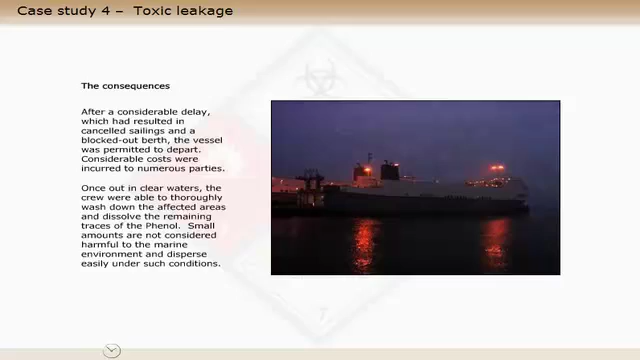 Case study 4 – Toxic leakage
The consequences
After a considerable delay,
which had resulted in
cancelled sailings and a
blocked-out berth, the vessel
was permitted to depart.
Considerable costs were
incurred to numerous parties.
Once out in clear waters, the
crew were able to thoroughly
wash down the affected areas
and dissolve the remaining
traces of the Phenol. Small
amounts are not considered
harmful to the marine
environment and disperse
easily under such conditions.
7